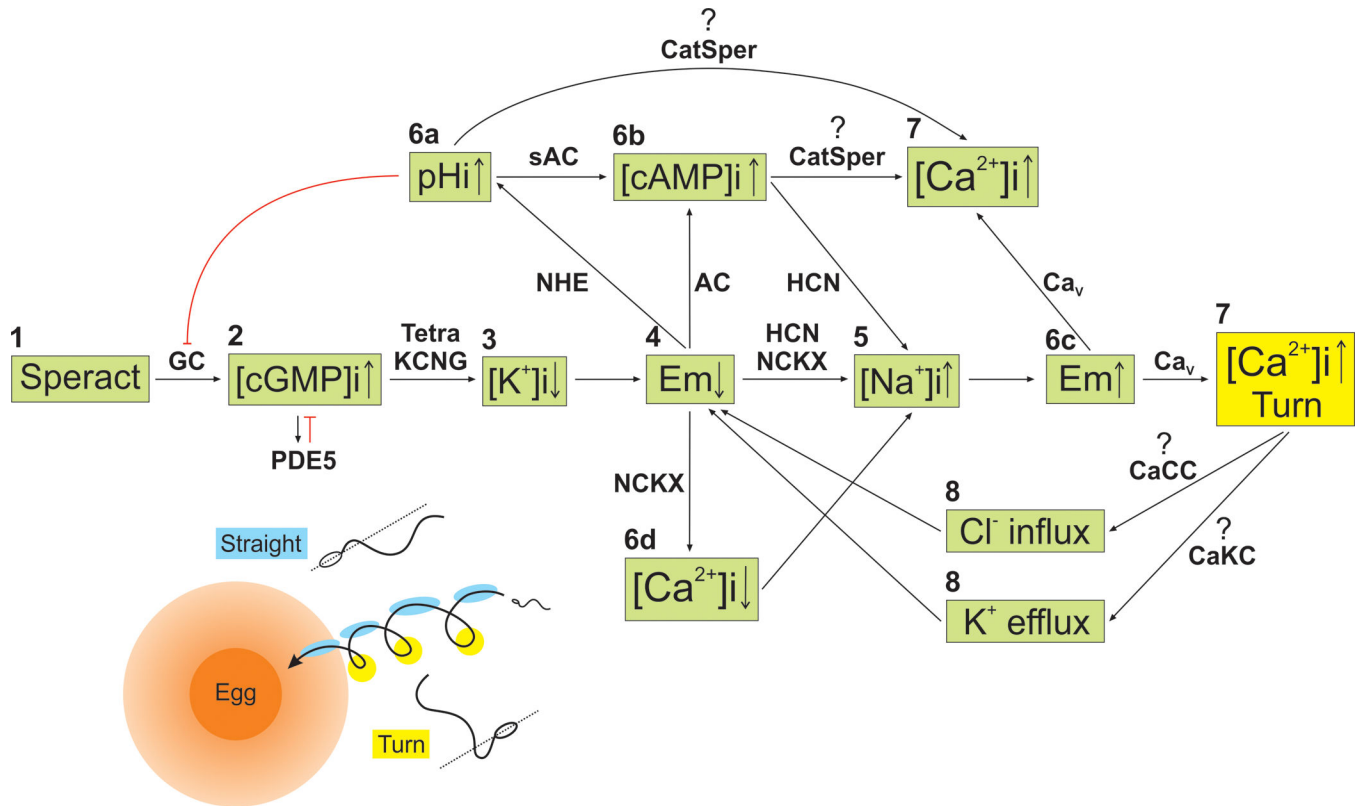 ?
CatSper
6a
pHi↑
sAC
6b
[cAMP]i↑
?
CatSper
7
[Ca²⁺]i↑
NHE
AC
HCN
Caᵥ
1
Speract
GC
2
[cGMP]i↑
Tetra
KCNG
3
[K⁺]i↓
4
Em↓
HCN
NCKX
5
[Na⁺]i↑
6c
Em↑
Caᵥ
7
[Ca²⁺]i↑
Turn
PDE5
NCKX
6d
[Ca²⁺]i↓
?
CaCC
8
Cl⁻ influx
?
CaKC
8
K⁺ efflux
Straight
Egg
Turn